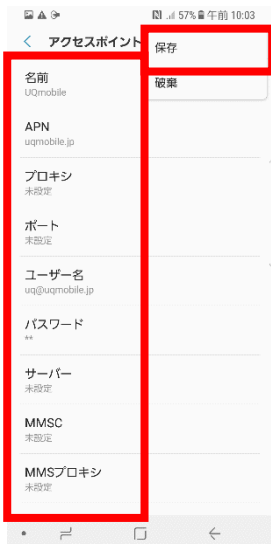 57% 午前 10:03
アクセスポイント
保存
破棄
名前
UQmobile
APN
uqmobile.jp
プロキシ
未設定
ポート
未設定
ユーザー名
uq@uqmobile.jp
パスワード
**
サーバー
未設定
MMSC
未設定
MMSプロキシ
未設定